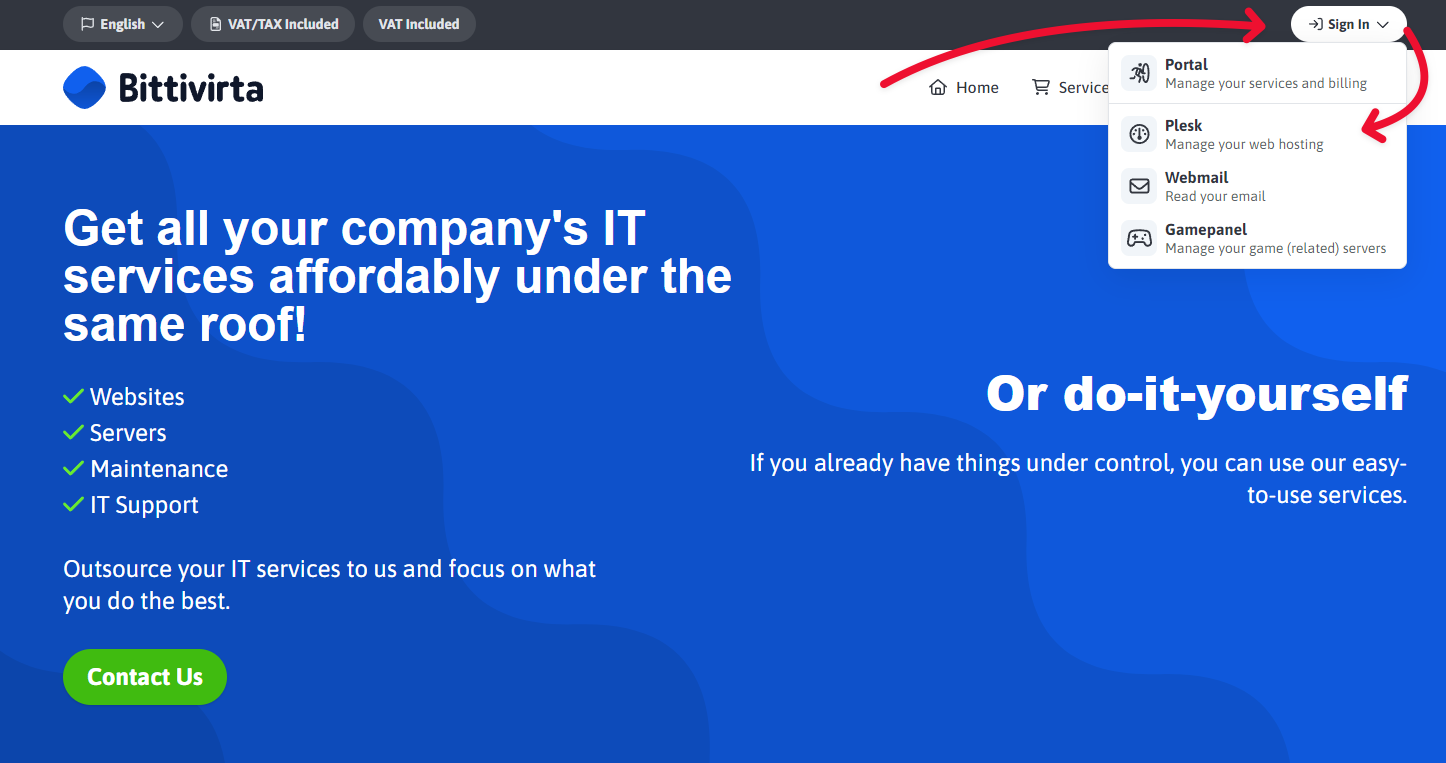 English
VAT/TAX Included
VAT Included
Sign In
Bittivirta
Home
Service
Portal
Manage your services and billing
Plesk
Manage your web hosting
Webmail
Read your email
Gamepanel
Manage your game (related) servers
Get all your company's IT
services affordably under the
same roof!
Websites
Servers
Maintenance
IT Support
Outsource your IT services to us and focus on what
you do the best.
Contact Us
Or do-it-yourself
If you already have things under control, you can use our easy-
to-use services.